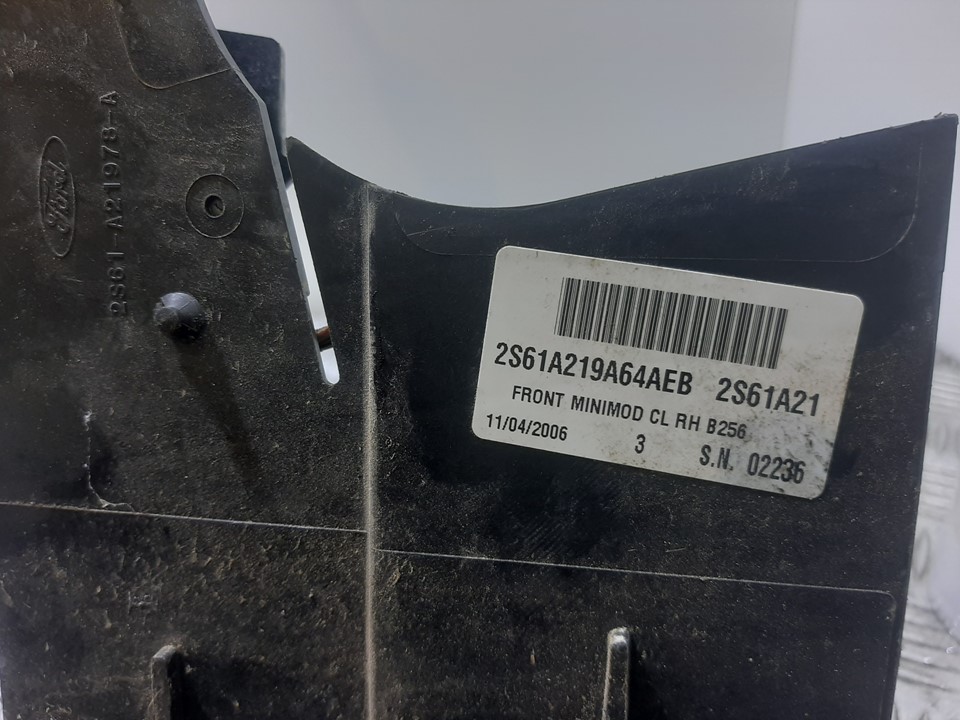 Ford
2S61-A21978-A
2S61A219A64AEB 2S61A21
FRONT MINIMOD CL RH B256
11/04/2006 3 S.N. 02236